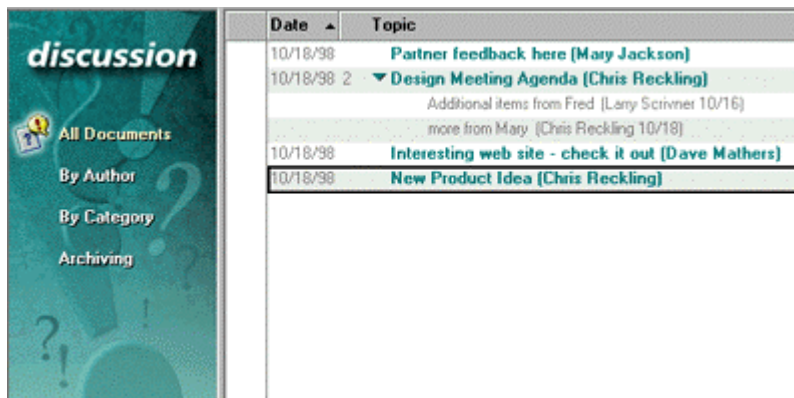 discussion
All Documents
By Author
By Category
Archiving
Date Topic
10/18/98 Partner feedback here (Mary Jackson)
10/18/98 2 Design Meeting Agenda (Chris Reckling)
Additional items from Fred (Larry Scrivner 10/16)
more from Mary (Chris Reckling 10/18)
10/18/98 Interesting web site - check it out (Dave Mathers)
10/18/98 New Product Idea (Chris Reckling)